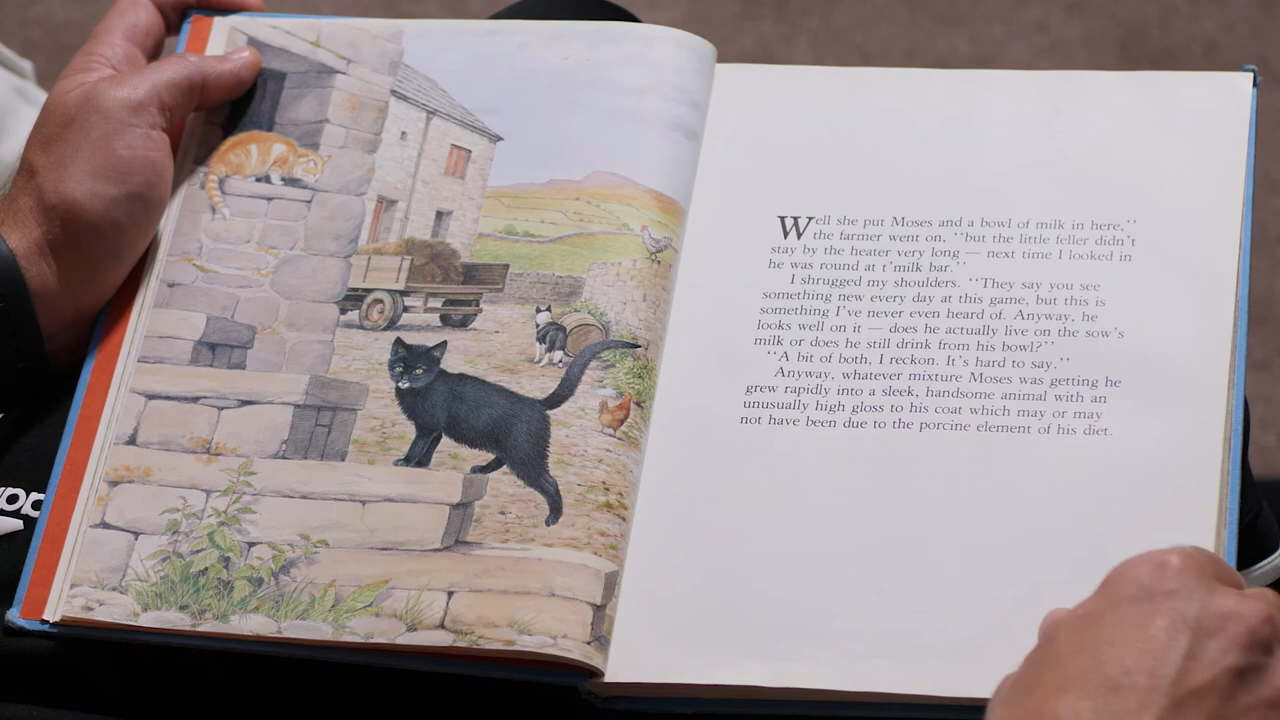 Well she put Moses and a bowl of milk in here,’’
the farmer went on, ‘‘but the little feller didn’t
stay by the heater very long — next time I looked in
he was round at t’milk bar.’’
I shrugged my shoulders. ‘‘They say you see
something new every day at this game, but this is
something I’ve never even heard of. Anyway, he
looks well on it — does he actually live on the sow’s
milk or does he still drink from his bowl?’’
‘‘A bit of both, I reckon. It’s hard to say.’’
Anyway, whatever mixture Moses was getting he
grew rapidly into a sleek, handsome animal with an
unusually high gloss to his coat which may or may
not have been due to the porcine element of his diet.